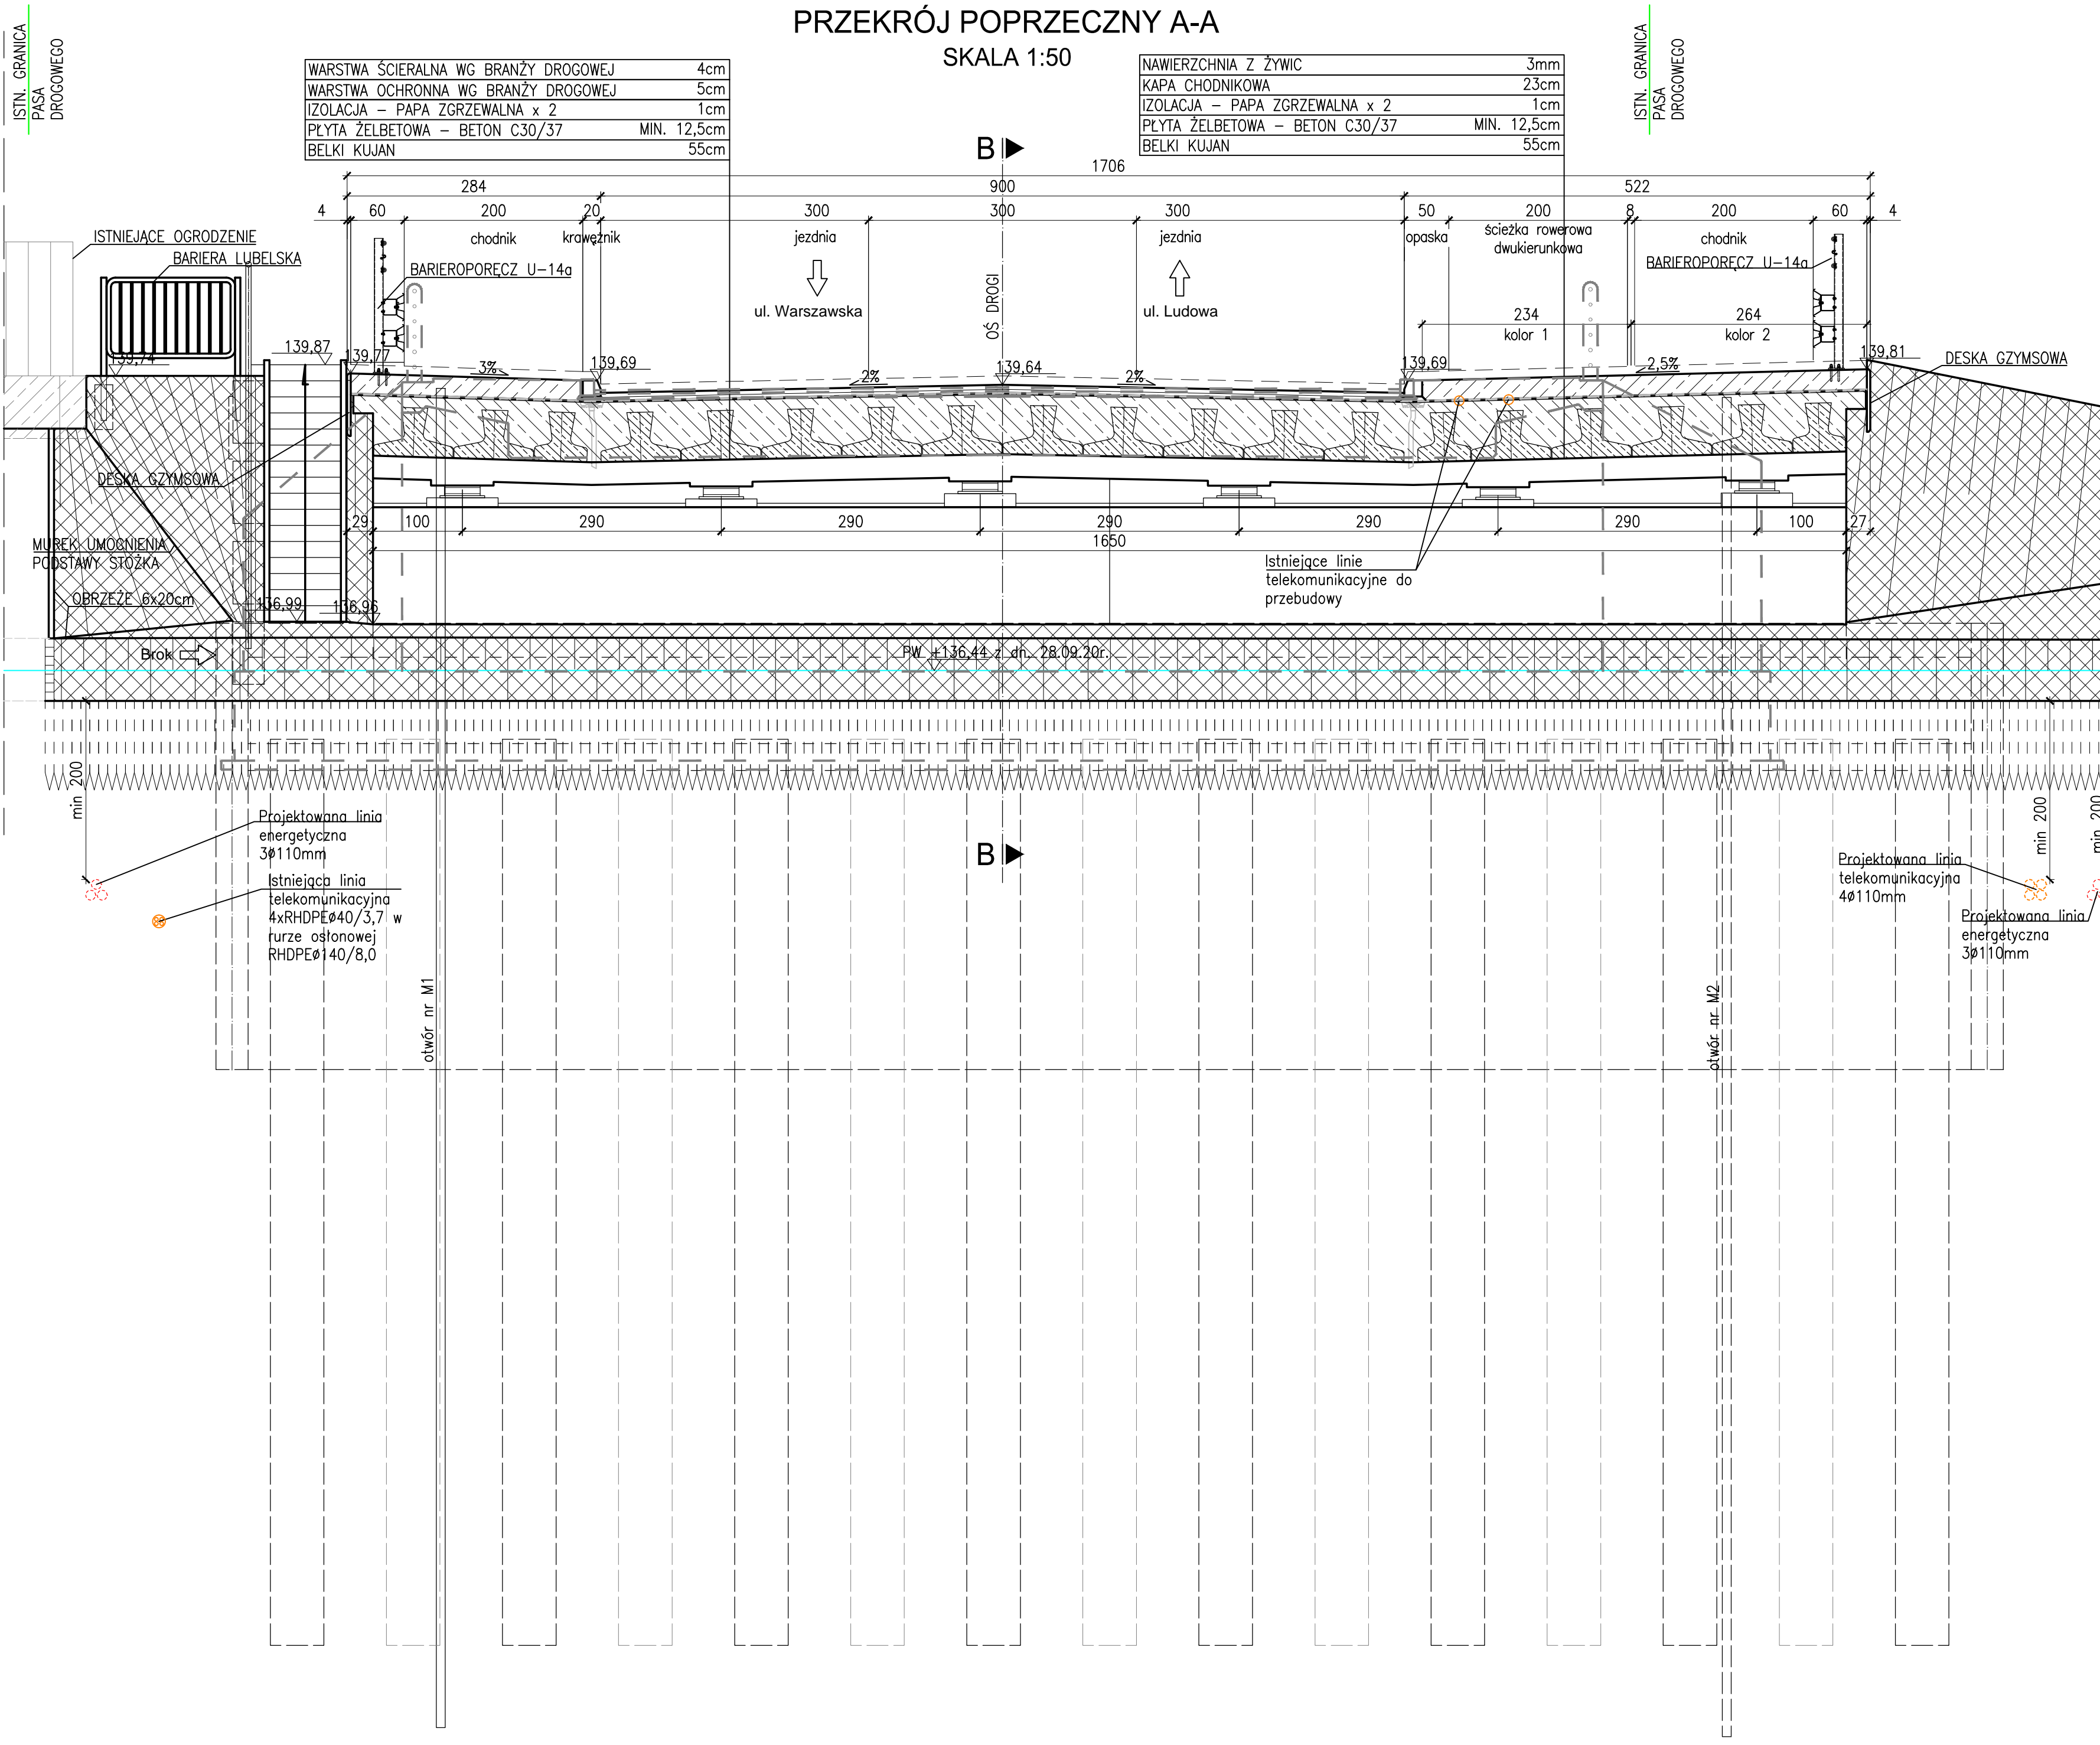 PRZEKRÓJ POPRZECZNY A-A
SKALA 1:50
ISTN. GRANICA
PASA
DROGOWEGO
WARSTWA ŚCIERALNA WG BRANŻY DROGOWEJ 4cm
WARSTWA OCHRONNA WG BRANŻY DROGOWEJ 5cm
IZOLACJA – PAPA ZGRZEWALNA x 2 1cm
PŁYTA ŻELBETOWA – BETON C30/37 MIN. 12,5cm
BELKI KUJAN 55cm
NAWIERZCHNIA Z ŻYWIC 3mm
KAPA CHODNIKOWA 23cm
IZOLACJA – PAPA ZGRZEWALNA x 2 1cm
PŁYTA ŻELBETOWA – BETON C30/37 MIN. 12,5cm
BELKI KUJAN 55cm
ISTN. GRANICA
PASA
DROGOWEGO
B
1706
284 900 522
4 60 200 20 300 300 300 50 200 8 200 60 4
chodnik krawężnik jezdnia jezdnia opaska
ścieżka rowerowa
dwukierunkowa
chodnik
ISTNIEJĄCE OGRODZENIE
BARIERA LUBELSKA
BARIEROPORĘCZ U–14a
BARIEROPORĘCZ U–14a
OŚ DROGI
ul. Warszawska
ul. Ludowa
234 264
kolor 1 kolor 2
139,74
139,87
139,77
3%
139,69
2%
139,64
2%
139,69
2,5%
139,81
DESKA GZYMSOWA
DESKA GZYMSOWA
29 100 290 290 290 290 290 100 27
1650
MUREK UMOCNIENIA
PODSTAWY STOŻKA
Istniejące linie
telekomunikacyjne do
przebudowy
OBRZEŻE 6x20cm
136,99
136,96
Brok
PW +136,44 z dn. 28.09.20r.
min 200
min 200
min 200
Projektowana linia
energetyczna
3ø110mm
B
Istniejąca linia
telekomunikacyjna
4xRHDPEø40/3,7 w
rurze osłonowej
RHDPEø140/8,0
Projektowana linia
telekomunikacyjna
4ø110mm
Projektowana linia
energetyczna
3ø110mm
otwór nr M1
otwór nr M2